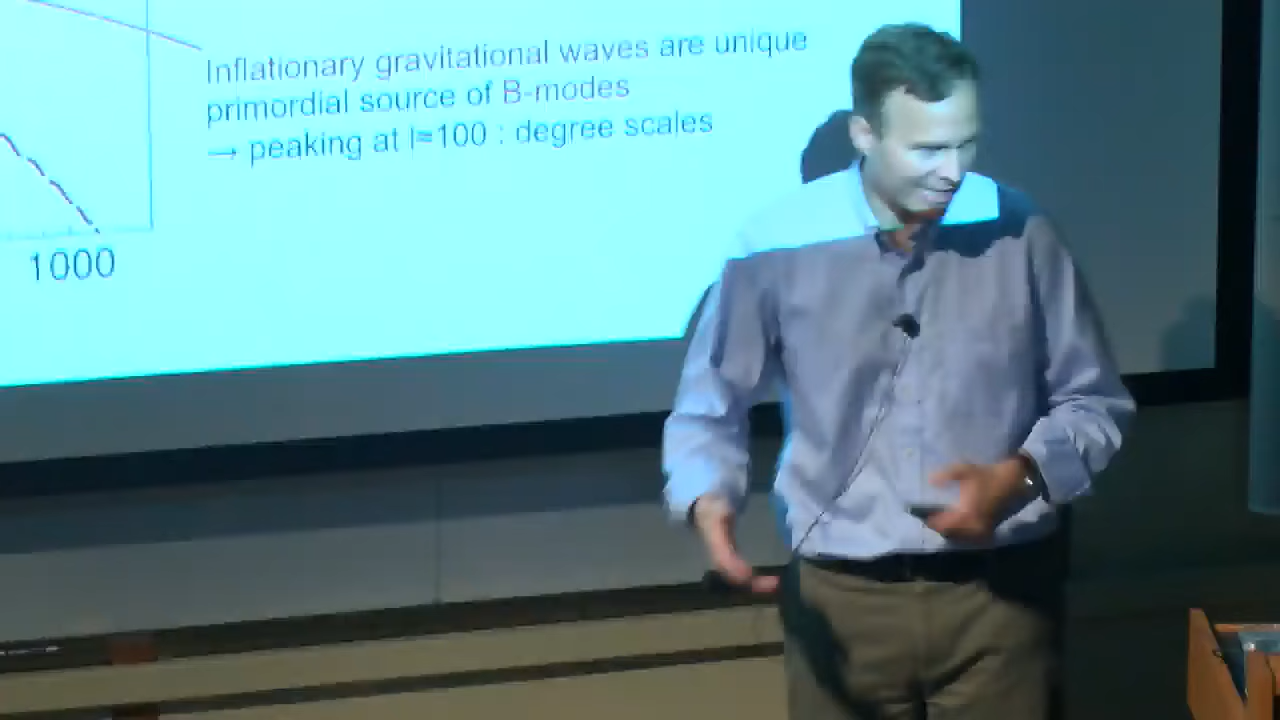 Inflationary gravitational waves are unique
primordial source of B-modes
→ peaking at l=100 : degree scales
1000